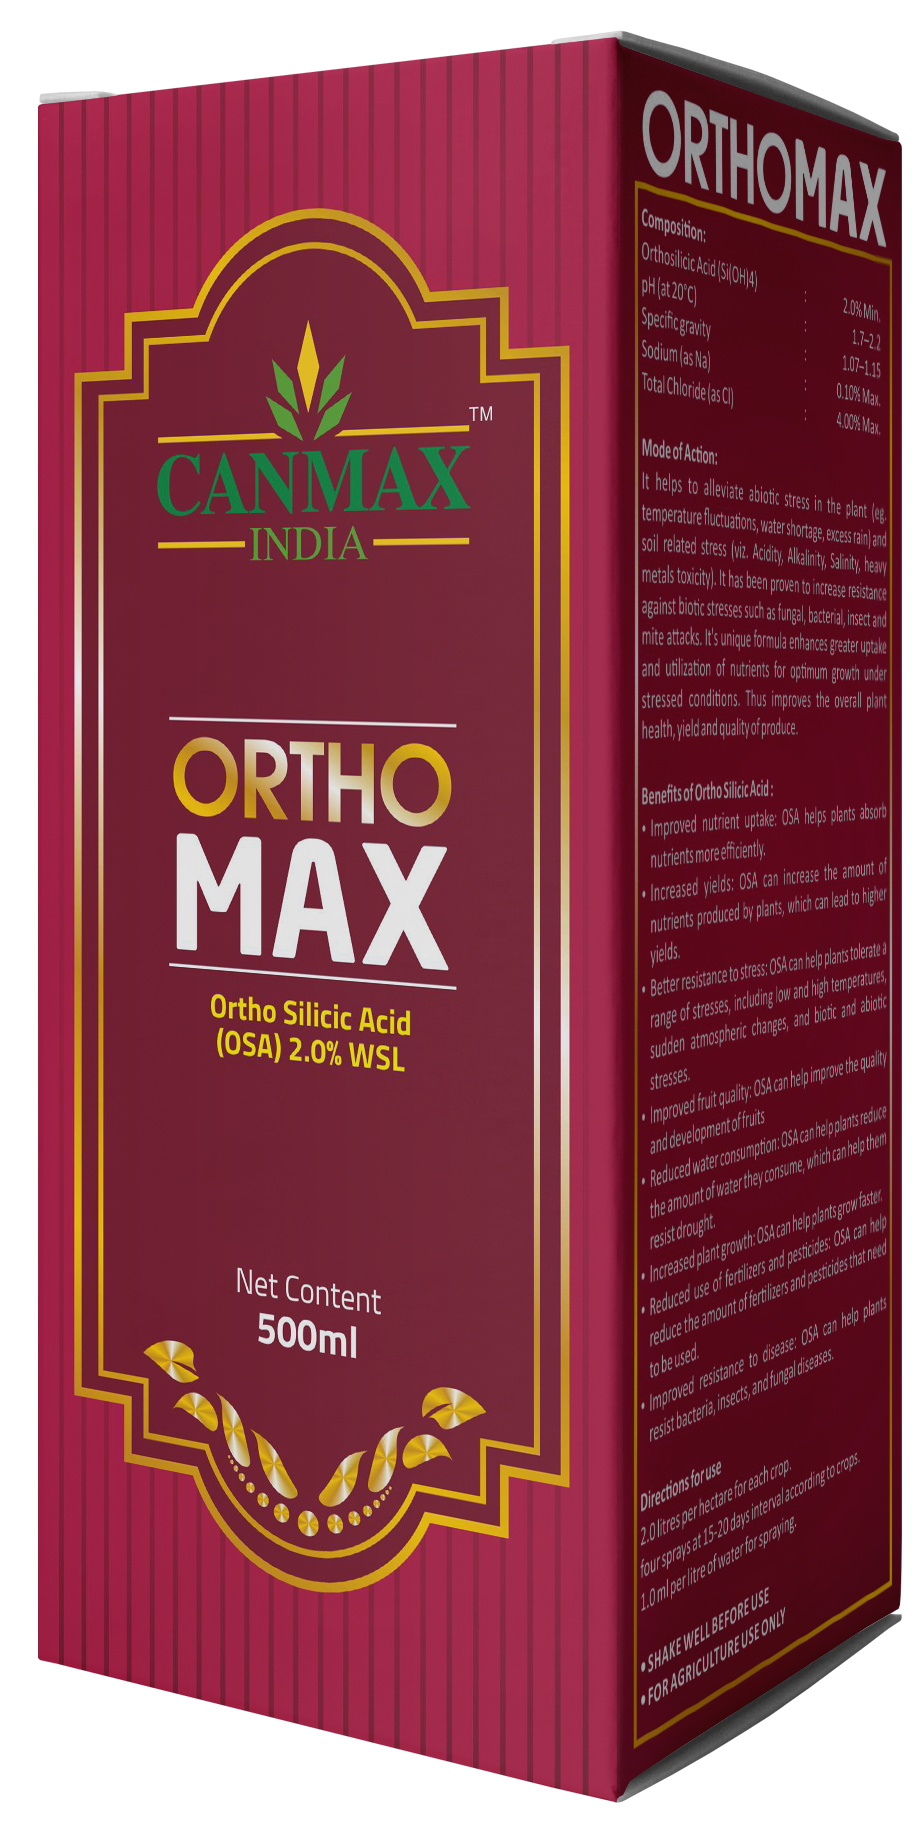 CANMAX
TM
INDIA
ORTHO
MAX
Ortho Silicic Acid
(OSA) 2.0% WSL
Net Content
500ml
ORTHOMAX
Composition:
Orthosilicic Acid (Si(OH)4) : 2.0% Min.
pH (at 20°C) : 1.7–2.2
Specific gravity : 1.07–1.15
Sodium (as Na) : 0.10% Max.
Total Chloride (as Cl) : 4.00% Max.
Mode of Action:
It helps to alleviate abiotic stress in the plant (eg.
temperature fluctuations, water shortage, excess rain) and
soil related stress (viz. Acidity, Alkalinity, Salinity, heavy
metals toxicity). It has been proven to increase resistance
against biotic stresses such as fungal, bacterial, insect and
mite attacks. It's unique formula enhances greater uptake
and utilization of nutrients for optimum growth under
stressed conditions. Thus improves the overall plant
health, yield and quality of produce.
Benefits of Ortho Silicic Acid :
• Improved nutrient uptake: OSA helps plants absorb
nutrients more efficiently.
• Increased yields: OSA can increase the amount of
nutrients produced by plants, which can lead to higher
yields.
• Better resistance to stress: OSA can help plants tolerate a
range of stresses, including low and high temperatures,
sudden atmospheric changes, and biotic and abiotic
stresses.
• Improved fruit quality: OSA can help improve the quality
and development of fruits
• Reduced water consumption: OSA can help plants reduce
the amount of water they consume, which can help them
resist drought.
• Increased plant growth: OSA can help plants grow faster.
• Reduced use of fertilizers and pesticides: OSA can help
reduce the amount of fertilizers and pesticides that need
to be used.
• Improved resistance to disease: OSA can help plants
resist bacteria, insects, and fungal diseases.
Directions for use
2.0 litres per hectare for each crop.
four sprays at 15-20 days interval according to crops.
1.0 ml per litre of water for spraying.
• SHAKE WELL BEFORE USE
• FOR AGRICULTURE USE ONLY